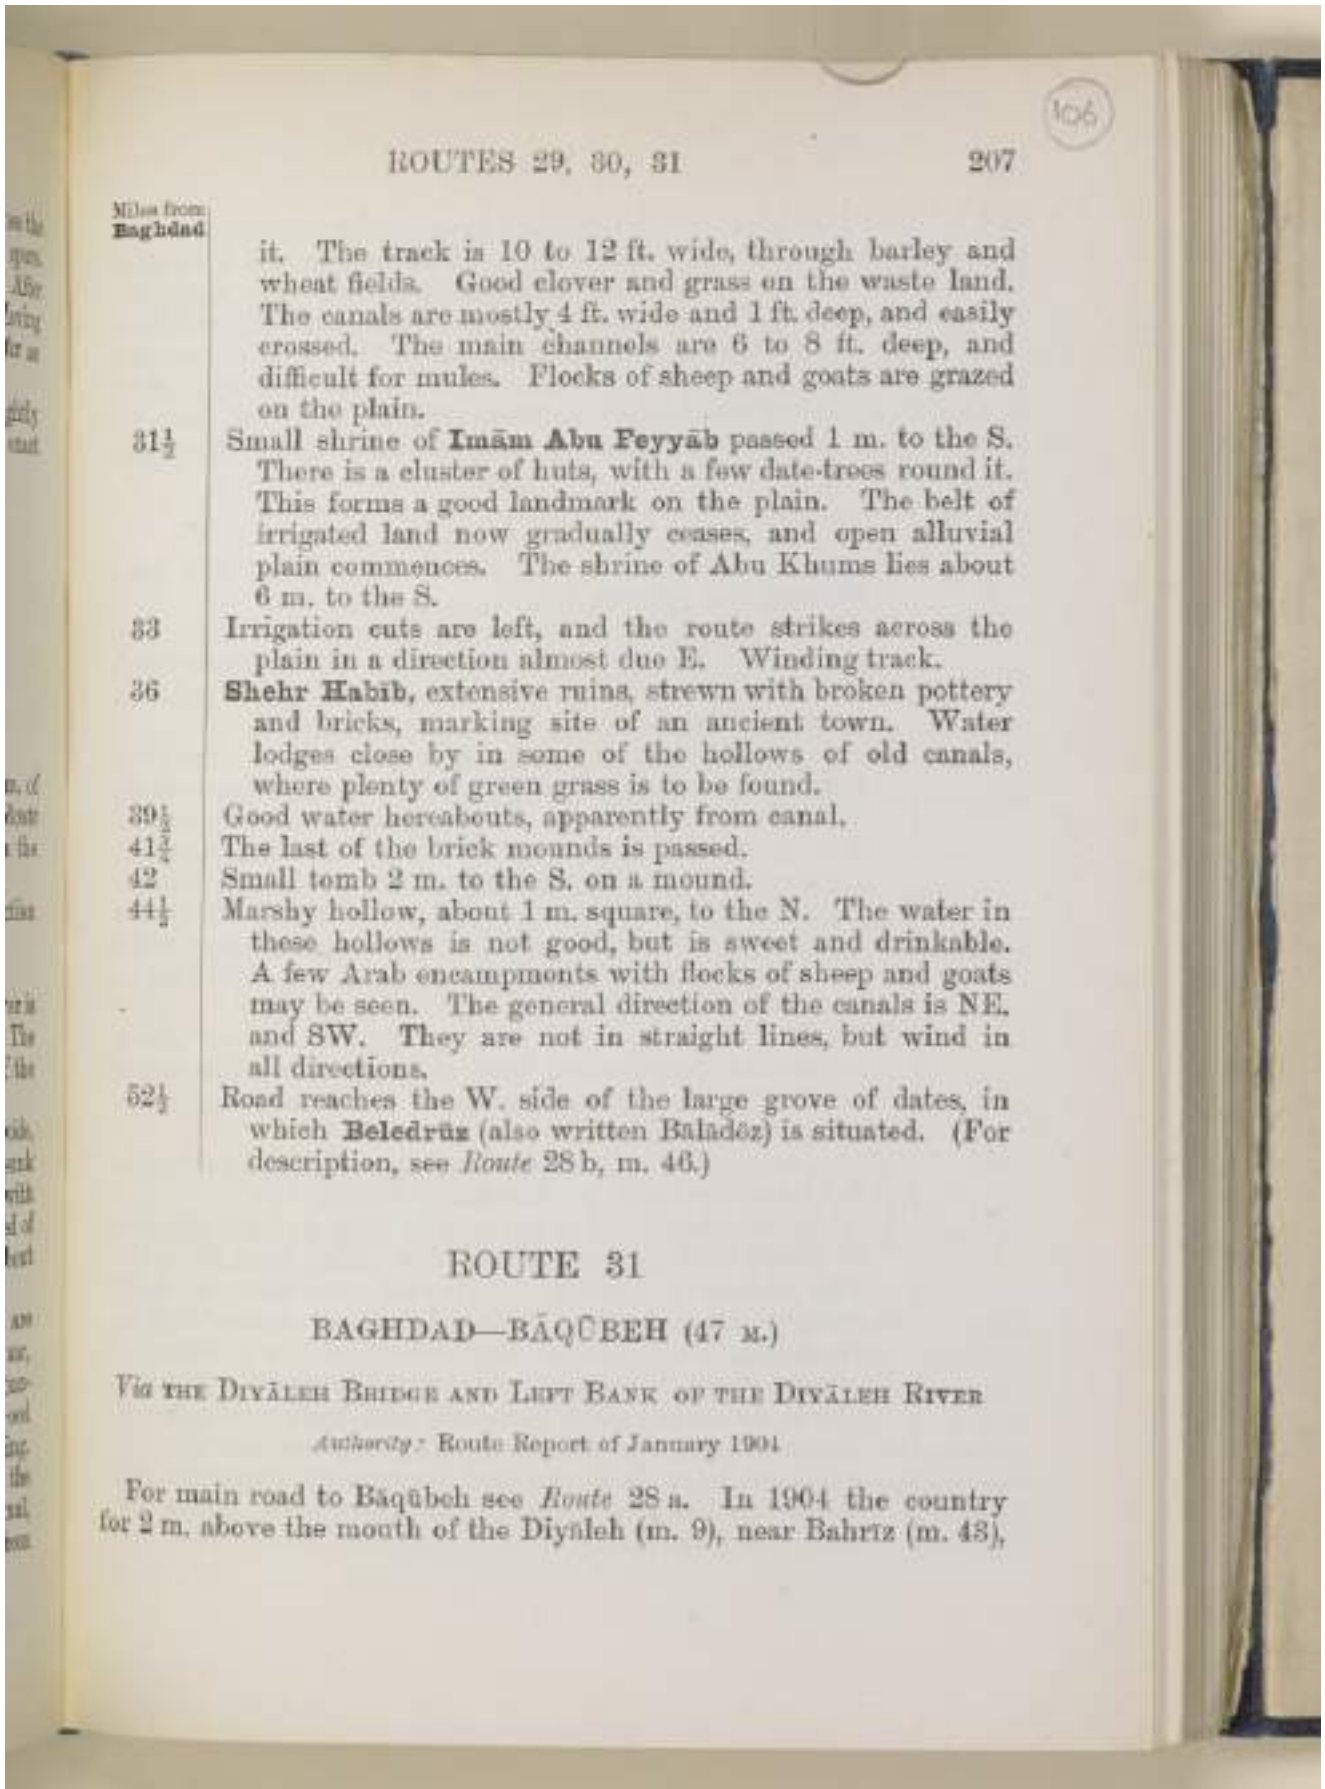 106
ROUTES 29, 30, 31 207
Miles from
Baghdad
it. The track is 10 to 12 ft. wide, through barley and
wheat fields. Good clover and grass on the waste land.
The canals are mostly 4 ft. wide and 1 ft. deep, and easily
crossed. The main channels are 6 to 8 ft. deep, and
difficult for mules. Flocks of sheep and goats are grazed
on the plain.
31½ Small shrine of Imām Abu Feyyāb passed 1 m. to the S.
There is a cluster of huts, with a few date-trees round it.
This forms a good landmark on the plain. The belt of
irrigated land now gradually ceases, and open alluvial
plain commences. The shrine of Abu Khums lies about
6 m. to the S.
33 Irrigation cuts are left, and the route strikes across the
plain in a direction almost due E. Winding track.
36 Shehr Habīb, extensive ruins, strewn with broken pottery
and bricks, marking site of an ancient town. Water
lodges close by in some of the hollows of old canals,
where plenty of green grass is to be found.
39½ Good water hereabouts, apparently from canal.
41¾ The last of the brick mounds is passed.
42 Small tomb 2 m. to the S. on a mound.
44½ Marshy hollow, about 1 m. square, to the N. The water in
these hollows is not good, but is sweet and drinkable.
A few Arab encampments with flocks of sheep and goats
may be seen. The general direction of the canals is NE.
and SW. They are not in straight lines, but wind in
all directions.
52½ Road reaches the W. side of the large grove of dates, in
which Beledrūz (also written Bālādōz) is situated. (For
description, see Route 28 b, m. 46.)
ROUTE 31
BAGHDAD—BĀQŪBEH (47 M.)
Via THE DIYĀLEH BRIDGE AND LEFT BANK OF THE DIYĀLEH RIVER
Authority: Route Report of January 1904
For main road to Bāqūbeh see Route 28 a. In 1904 the country
for 2 m. above the mouth of the Diyāleh (m. 9), near Bahrīz (m. 43),